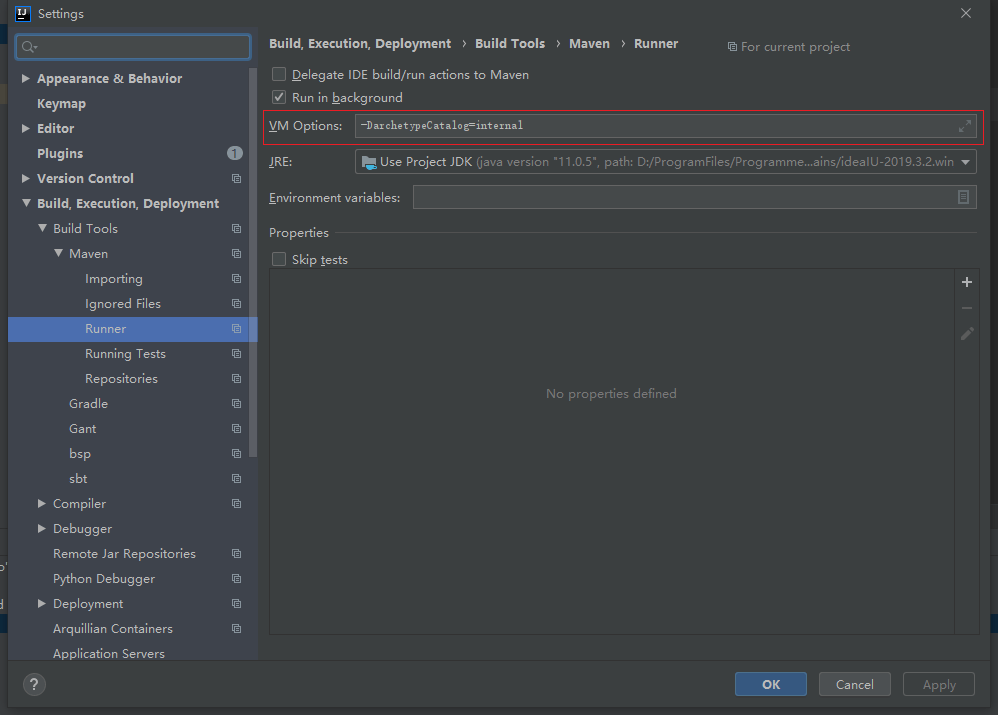 Settings
Build, Execution, Deployment › Build Tools › Maven › Runner
For current project
Appearance & Behavior
Keymap
Editor
Plugins 1
Version Control
Build, Execution, Deployment
Build Tools
Maven
Importing
Ignored Files
Runner
Running Tests
Repositories
Gradle
Gant
bsp
sbt
Compiler
Debugger
Remote Jar Repositories
Python Debugger
Deployment
Arquillian Containers
Application Servers
Delegate IDE build/run actions to Maven
Run in background
VM Options: -DarchetypeCatalog=internal
JRE: Use Project JDK (java version "11.0.5", path: D:/ProgramFiles/Programme...ains/ideaIU-2019.3.2.win
Environment variables:
Properties
Skip tests
No properties defined
?
OK
Cancel
Apply